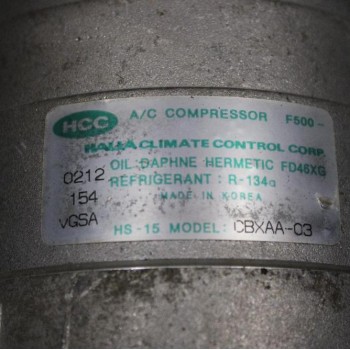 HCC A/C COMPRESSOR F500-
HALLA CLIMATE CONTROL CORP.
OIL: DAPHNE HERMETIC FD46XG
0212 REFRIGERANT : R-134a
154 MADE IN KOREA
VGSA HS-15 MODEL: CBXAA-03